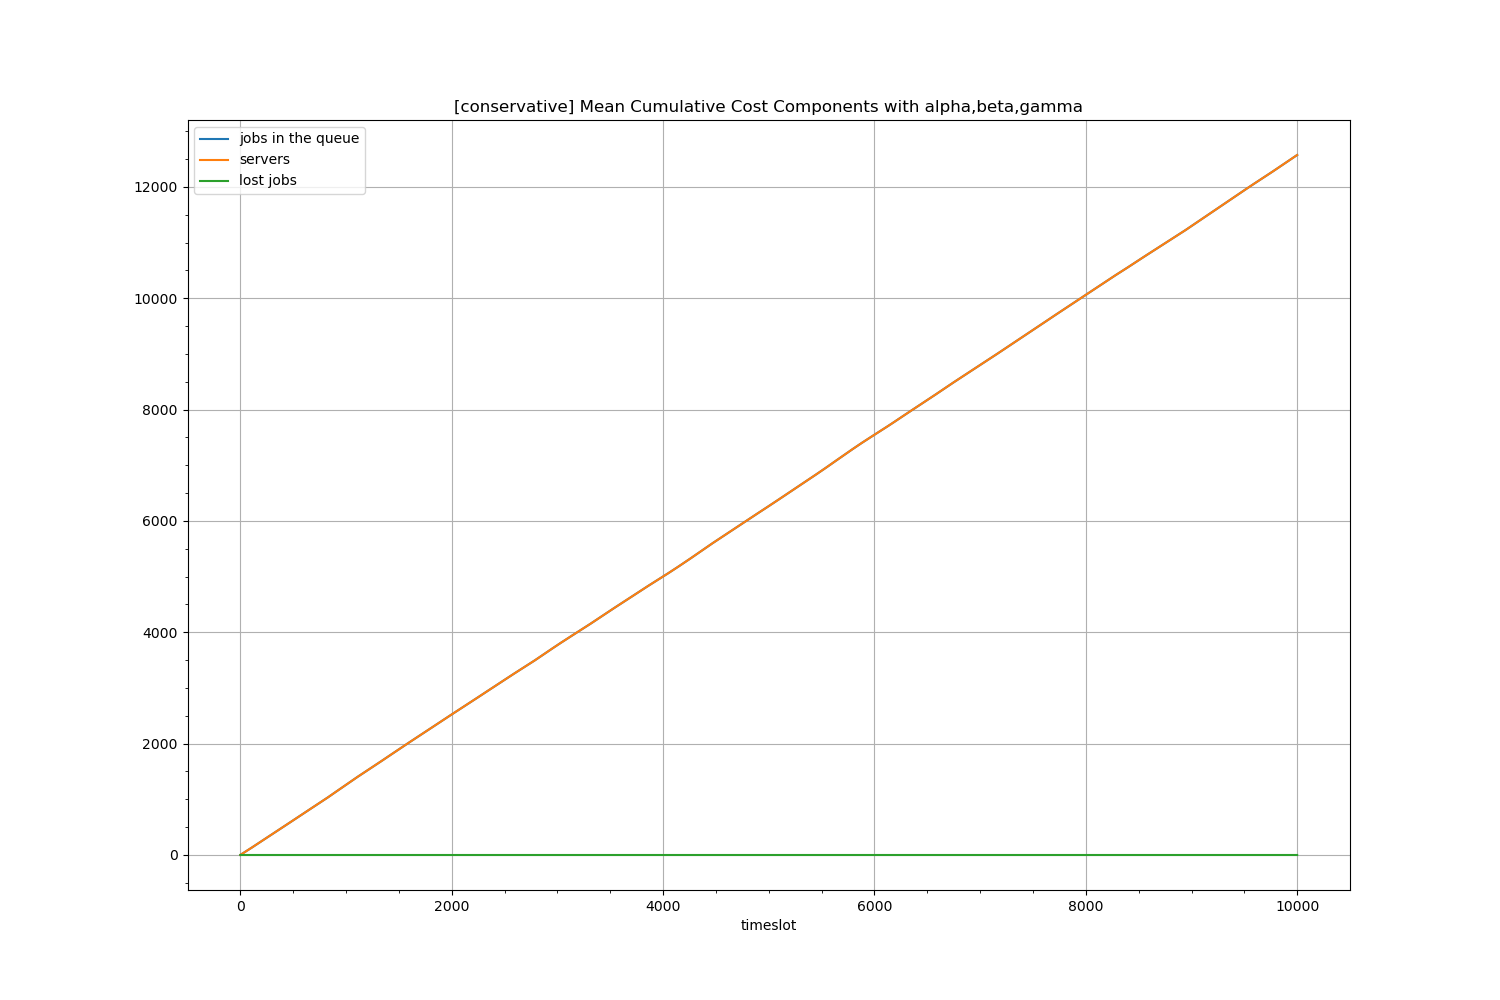 [conservative] Mean Cumulative Cost Components with alpha,beta,gamma
jobs in the queue
servers
lost jobs
12000
10000
8000
6000
4000
2000
0
0 2000 4000 6000 8000 10000
timeslot